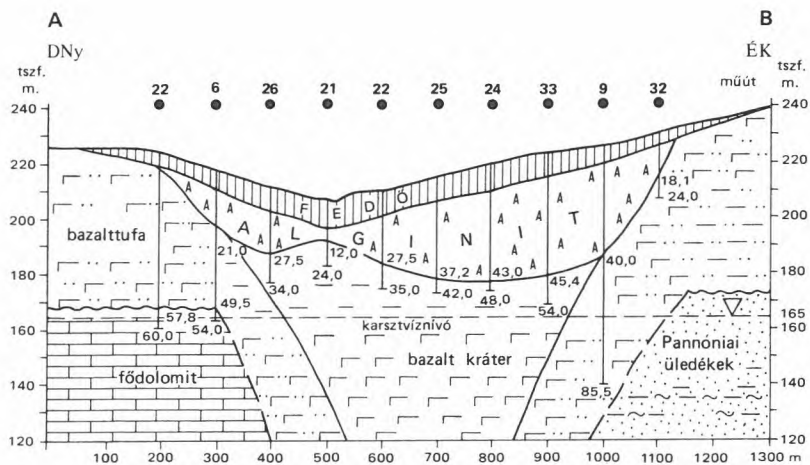 A B
DNy ÉK
tszf. m. tszf. m.
22 6 26 21 22 25 24 33 9 32 műút
240 240
220 220
200 200
180 180
165
160 160
140 140
120 120
FEDŐ
ALGINIT
bazalttufa
18,1
24,0
21,0 27,5 12,0 27,5 37,2 43,0 45,4 40,0
24,0
34,0 35,0 42,0 48,0 54,0
49,5
57,8
60,0 54,0
karsztvíznívó
bazalt kráter
Pannóniai
üledékek
fődolomit
85,5
100 200 300 400 500 600 700 800 900 1000 1100 1200 1300 m